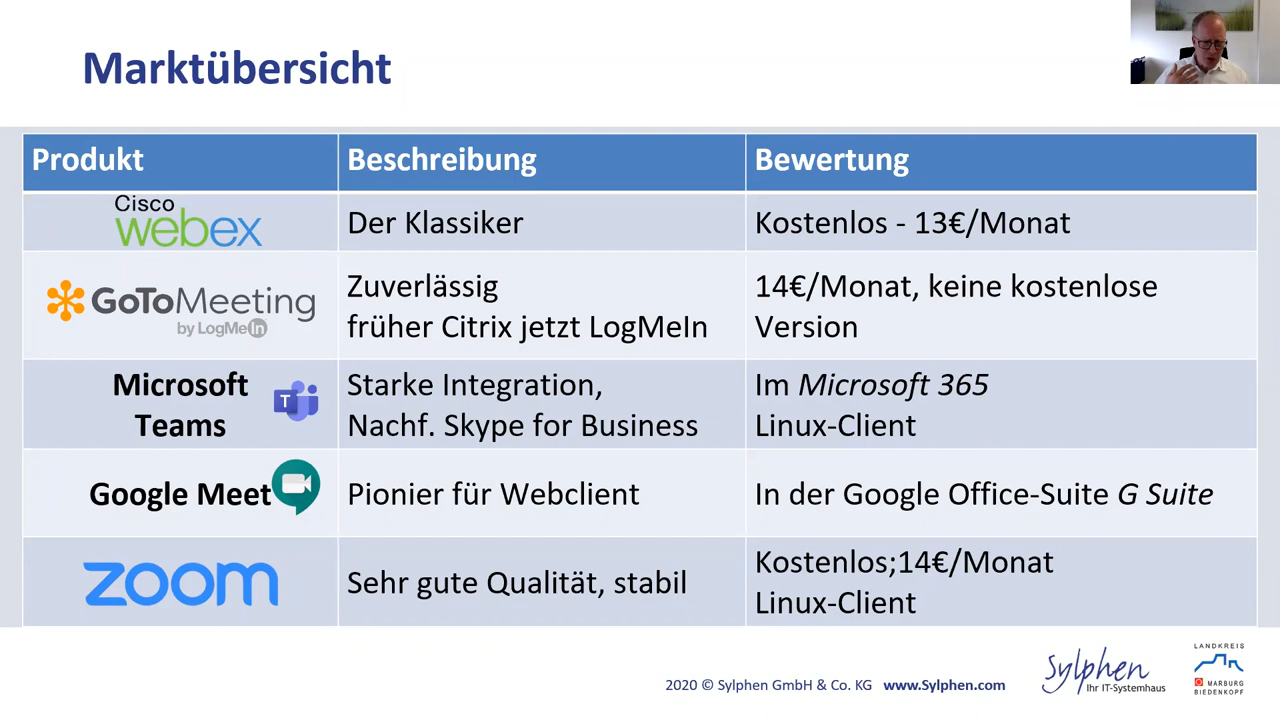 Marktübersicht
Produkt
Beschreibung
Bewertung
Cisco
webex
Der Klassiker
Kostenlos - 13€/Monat
GoToMeeting
by LogMeIn
Zuverlässig
früher Citrix jetzt LogMeIn
14€/Monat, keine kostenlose
Version
Microsoft
Teams
T
Starke Integration,
Nachf. Skype for Business
Im Microsoft 365
Linux-Client
Google Meet
Pionier für Webclient
In der Google Office-Suite G Suite
zoom
Sehr gute Qualität, stabil
Kostenlos;14€/Monat
Linux-Client
2020 © Sylphen GmbH & Co. KG www.Sylphen.com
Sylphen
Ihr IT-Systemhaus
LANDKREIS
MARBURG
BIEDENKOPF